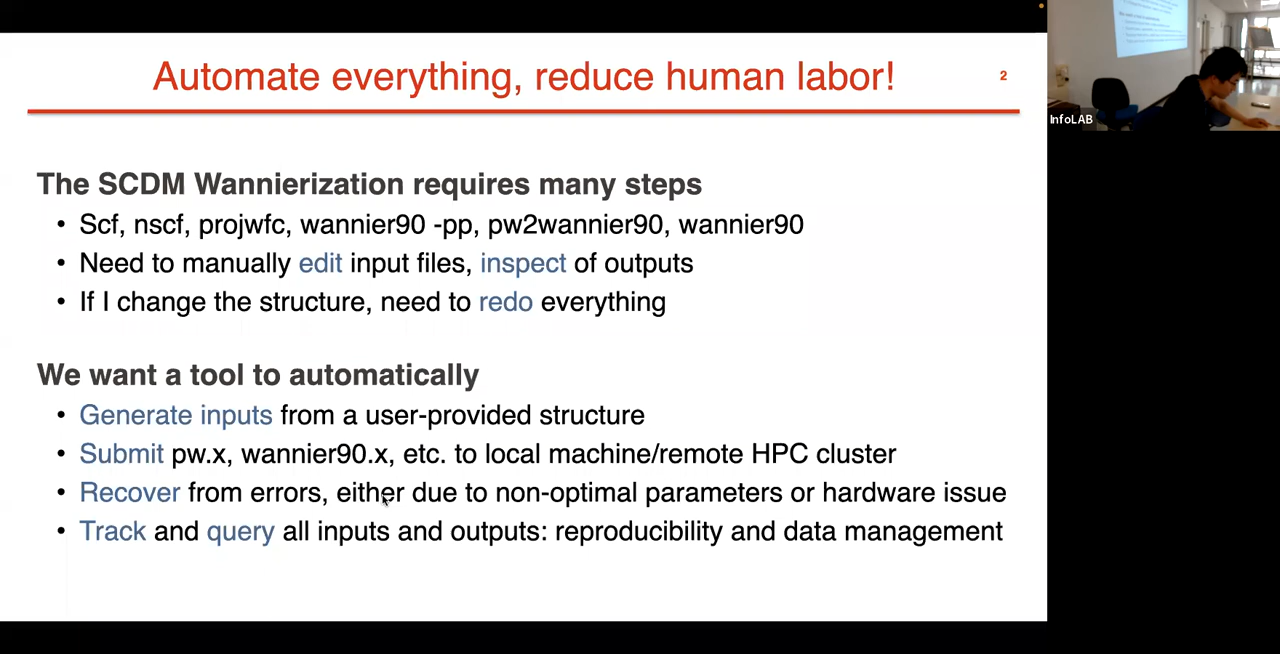 Automate everything, reduce human labor!
2
The SCDM Wannierization requires many steps
• Scf, nscf, projwfc, wannier90 -pp, pw2wannier90, wannier90
• Need to manually edit input files, inspect of outputs
• If I change the structure, need to redo everything
We want a tool to automatically
• Generate inputs from a user-provided structure
• Submit pw.x, wannier90.x, etc. to local machine/remote HPC cluster
• Recover from errors, either due to non-optimal parameters or hardware issue
• Track and query all inputs and outputs: reproducibility and data management
InfoLAB